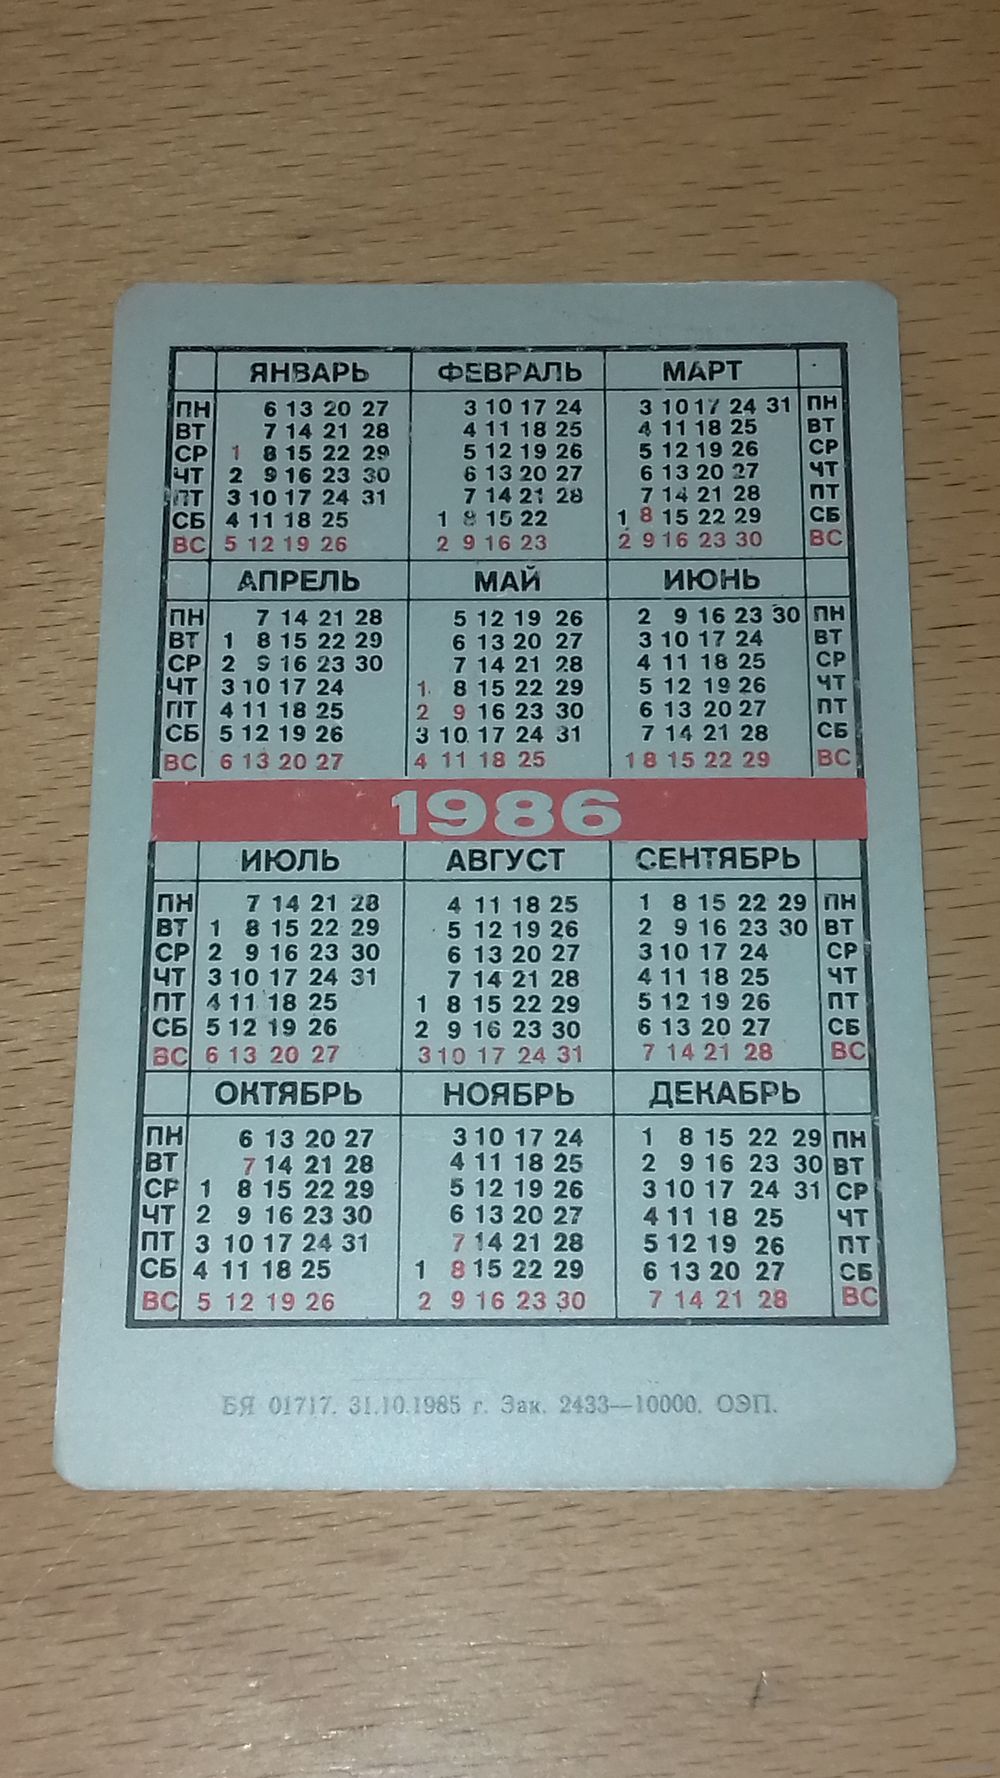 ЯНВАРЬ ФЕВРАЛЬ МАРТ
ПН 6 13 20 27 3 10 17 24 3 10 17 24 31 ПН
ВТ 7 14 21 28 4 11 18 25 4 11 18 25 ВТ
СР 1 8 15 22 29 5 12 19 26 5 12 19 26 СР
ЧТ 2 9 16 23 30 6 13 20 27 6 13 20 27 ЧТ
ПТ 3 10 17 24 31 7 14 21 28 7 14 21 28 ПТ
СБ 4 11 18 25 1 8 15 22 1 8 15 22 29 СБ
ВС 5 12 19 26 2 9 16 23 2 9 16 23 30 ВС
АПРЕЛЬ МАЙ ИЮНЬ
ПН 7 14 21 28 5 12 19 26 2 9 16 23 30 ПН
ВТ 1 8 15 22 29 6 13 20 27 3 10 17 24 ВТ
СР 2 9 16 23 30 7 14 21 28 4 11 18 25 СР
ЧТ 3 10 17 24 1 8 15 22 29 5 12 19 26 ЧТ
ПТ 4 11 18 25 2 9 16 23 30 6 13 20 27 ПТ
СБ 5 12 19 26 3 10 17 24 31 7 14 21 28 СБ
ВС 6 13 20 27 4 11 18 25 1 8 15 22 29 ВС
1986
ИЮЛЬ АВГУСТ СЕНТЯБРЬ
ПН 7 14 21 28 4 11 18 25 1 8 15 22 29 ПН
ВТ 1 8 15 22 29 5 12 19 26 2 9 16 23 30 ВТ
СР 2 9 16 23 30 6 13 20 27 3 10 17 24 СР
ЧТ 3 10 17 24 31 7 14 21 28 4 11 18 25 ЧТ
ПТ 4 11 18 25 1 8 15 22 29 5 12 19 26 ПТ
СБ 5 12 19 26 2 9 16 23 30 6 13 20 27 СБ
ВС 6 13 20 27 3 10 17 24 31 7 14 21 28 ВС
ОКТЯБРЬ НОЯБРЬ ДЕКАБРЬ
ПН 6 13 20 27 3 10 17 24 1 8 15 22 29 ПН
ВТ 7 14 21 28 4 11 18 25 2 9 16 23 30 ВТ
СР 1 8 15 22 29 5 12 19 26 3 10 17 24 31 СР
ЧТ 2 9 16 23 30 6 13 20 27 4 11 18 25 ЧТ
ПТ 3 10 17 24 31 7 14 21 28 5 12 19 26 ПТ
СБ 4 11 18 25 1 8 15 22 29 6 13 20 27 СБ
ВС 5 12 19 26 2 9 16 23 30 7 14 21 28 ВС
БЯ 01717. 31.10.1985 г. Зак. 2433—10000. ОЭП.